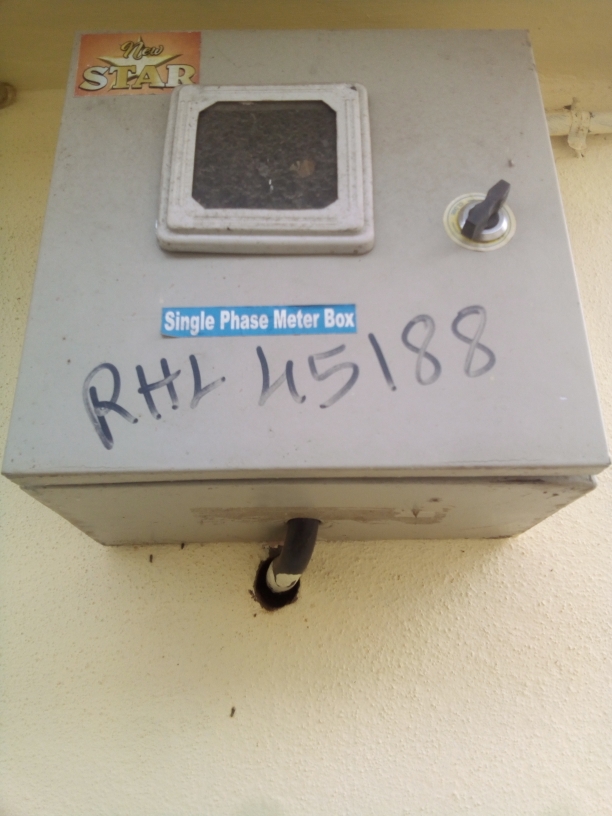 New
STAR
Single Phase Meter Box
RHL 45188